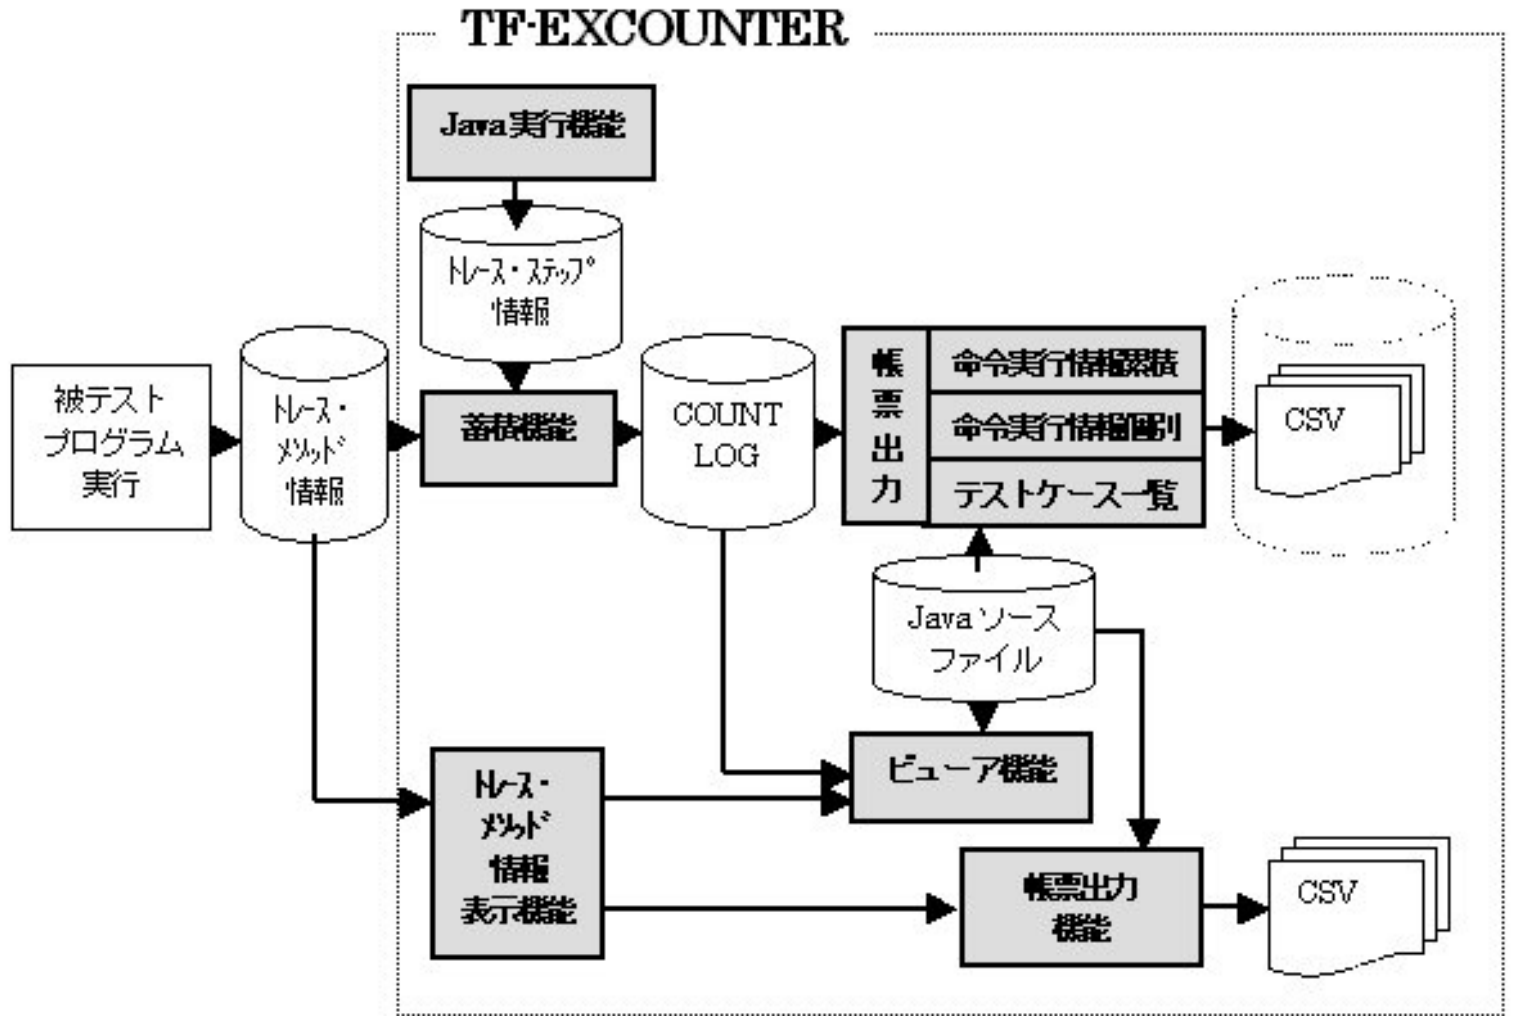 TF-EXCOUNTER
Java実行機能
ﾄﾚｰｽ・ｽﾃｯﾌﾟ
情報
被テスト
プログラム
実行
ﾄﾚｰｽ・
ﾒｿｯﾄﾞ
情報
蓄積機能
COUNT
LOG
帳
票
出
力
命令実行情報累積
命令実行情報個別
テストケース一覧
CSV
Java ソース
ファイル
ビューア機能
ﾄﾚｰｽ・
ﾒｿｯﾄﾞ
情報
表示機能
帳票出力
機能
CSV